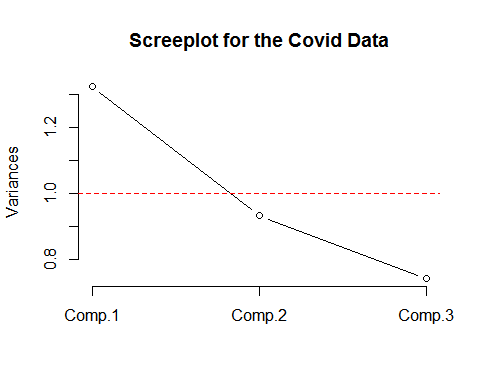 Screeplot for the Covid Data
Variances
1.2
1.0
0.8
Comp.1
Comp.2
Comp.3